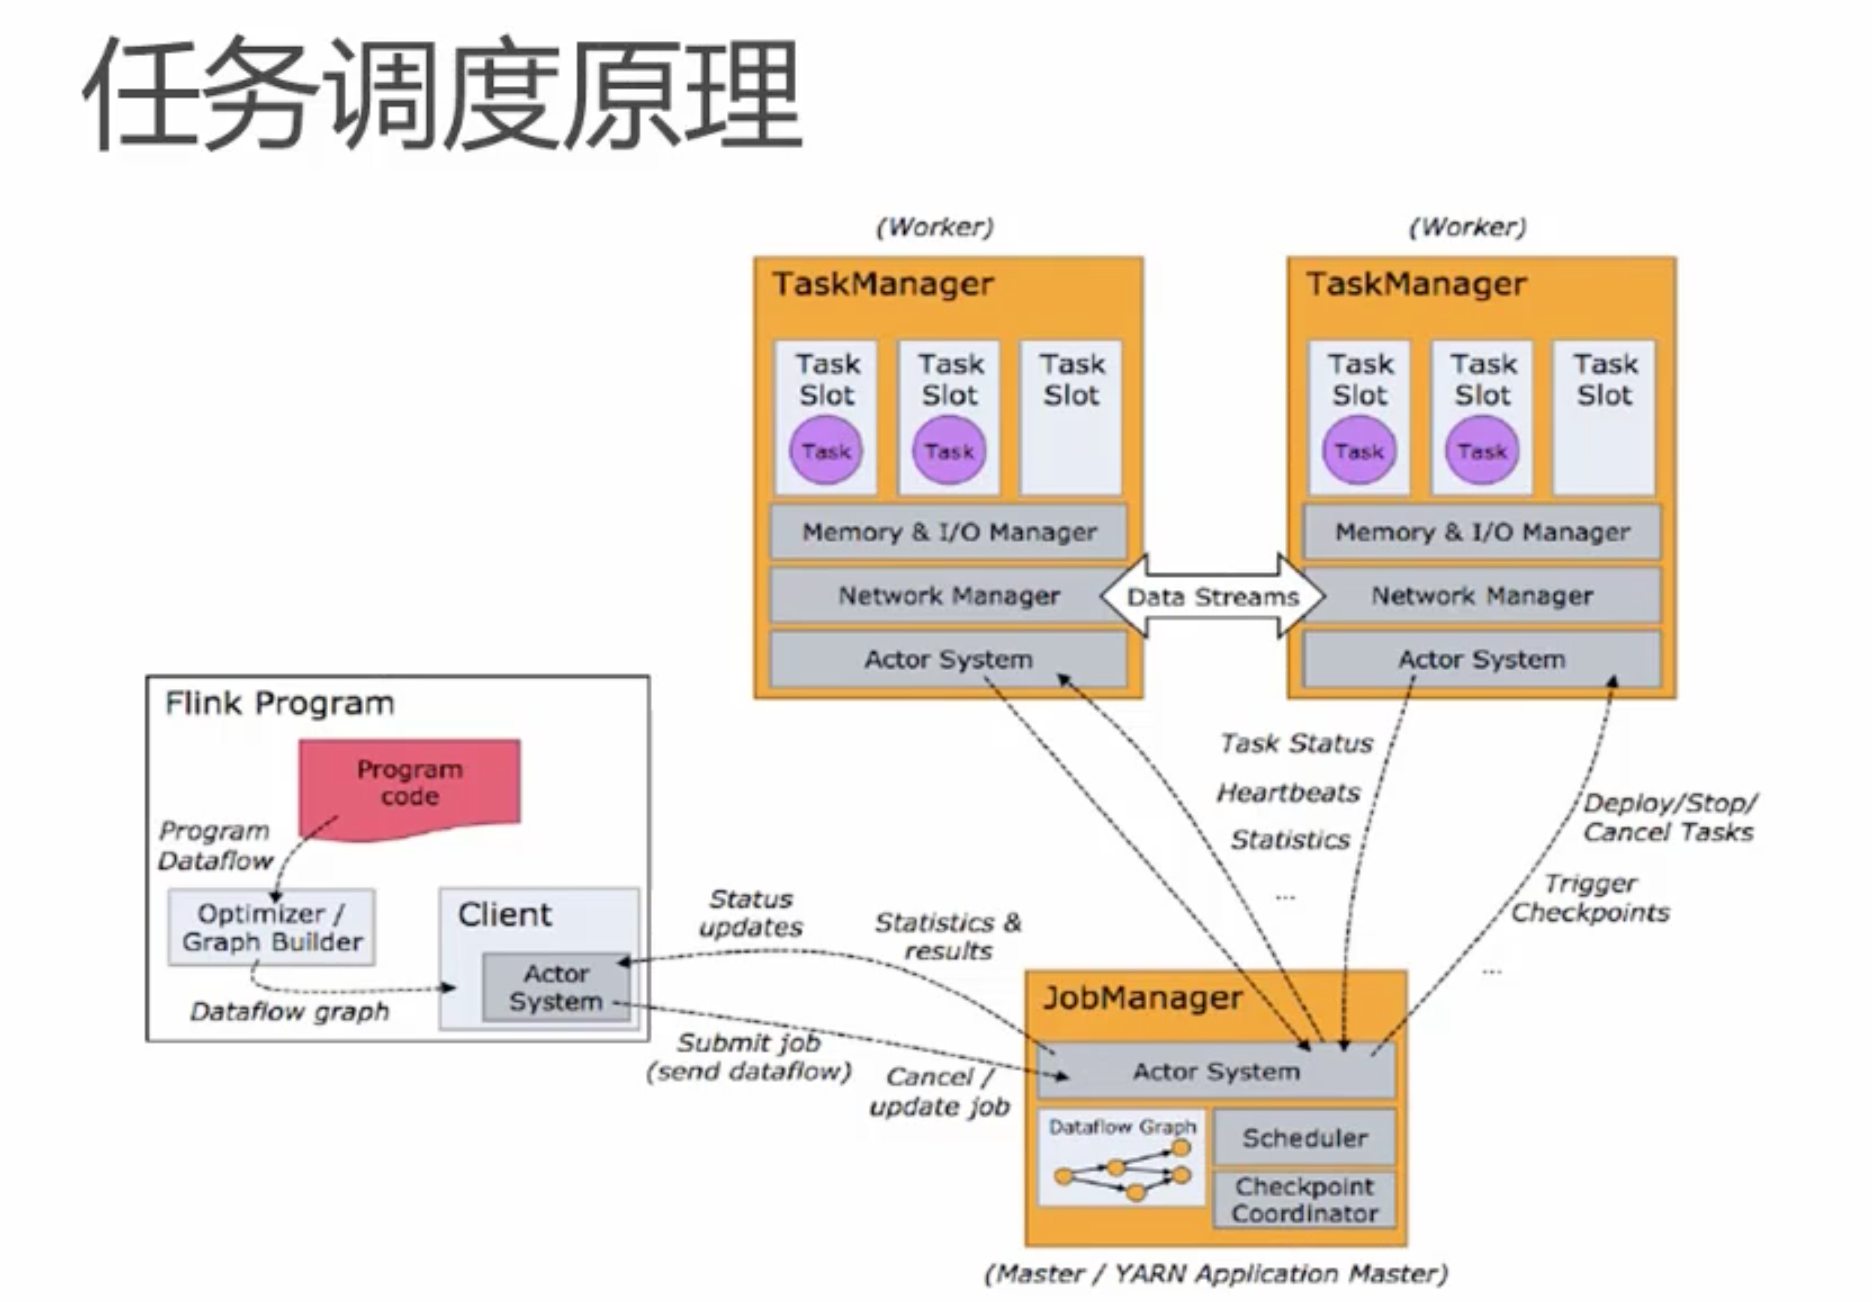 任务调度原理
(Worker)
(Worker)
TaskManager
TaskManager
Task
Slot
Task
Task
Slot
Task
Task
Slot
Task
Slot
Task
Task
Slot
Task
Task
Slot
Memory & I/O Manager
Memory & I/O Manager
Network Manager
Data Streams
Network Manager
Actor System
Actor System
Flink Program
Program
code
Program
Dataflow
Optimizer /
Graph Builder
Dataflow graph
Client
Actor
System
Status
updates
Statistics &
results
Submit job
(send dataflow)
Cancel /
update job
Task Status
Heartbeats
Statistics
...
Deploy/Stop/
Cancel Tasks
Trigger
Checkpoints
...
JobManager
Actor System
Dataflow Graph
Scheduler
Checkpoint
Coordinator
(Master / YARN Application Master)